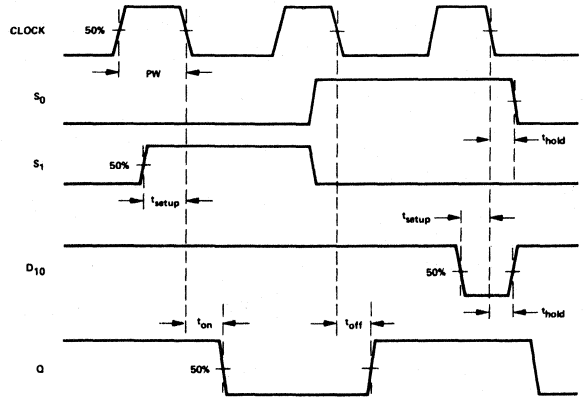 CLOCK 50%
PW
S0
thold
S1 50%
tsetup
tsetup
D10 50%
thold
ton toff
Q 50%